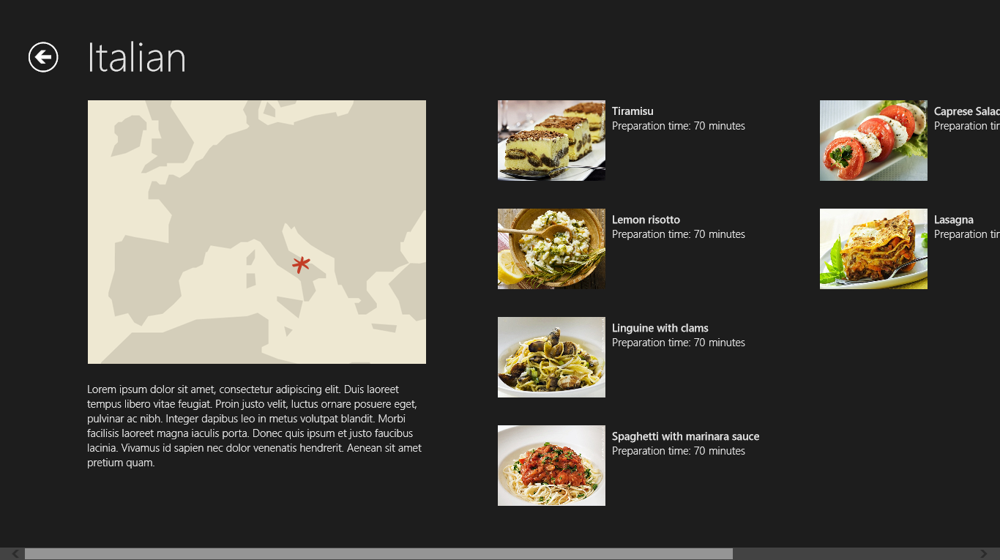 Italian
Lorem ipsum dolor sit amet, consectetur adipiscing elit. Duis laoreet
tempus libero vitae feugiat. Proin justo velit, luctus ornare posuere eget,
pulvinar ac nibh. Integer dapibus leo in metus volutpat blandit. Morbi
facilisis laoreet magna iaculis porta. Donec quis ipsum et justo faucibus
lacinia. Vivamus id sapien nec dolor venenatis hendrerit. Aenean sit amet
pretium quam.
Tiramisu
Preparation time: 70 minutes
Lemon risotto
Preparation time: 70 minutes
Linguine with clams
Preparation time: 70 minutes
Spaghetti with marinara sauce
Preparation time: 70 minutes
Caprese Salad
Preparation tir
Lasagna
Preparation tir